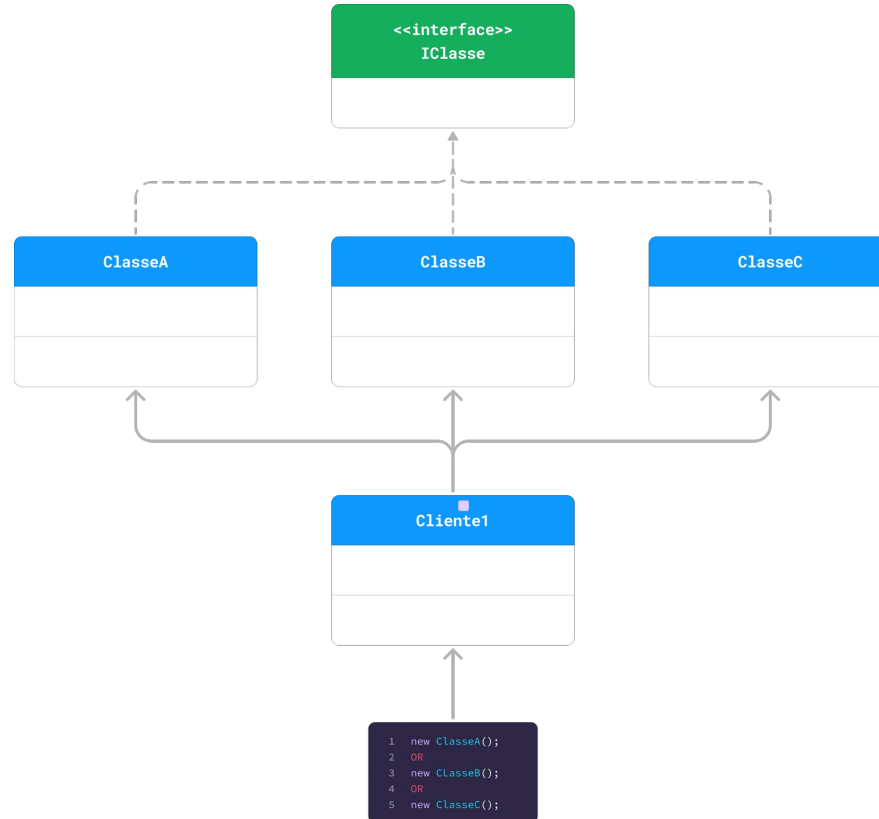 <<interface>>
IClasse
ClasseA
ClasseB
ClasseC
Cliente1
1 new ClasseA();
2 OR
3 new CLasseB();
4 OR
5 new ClasseC();